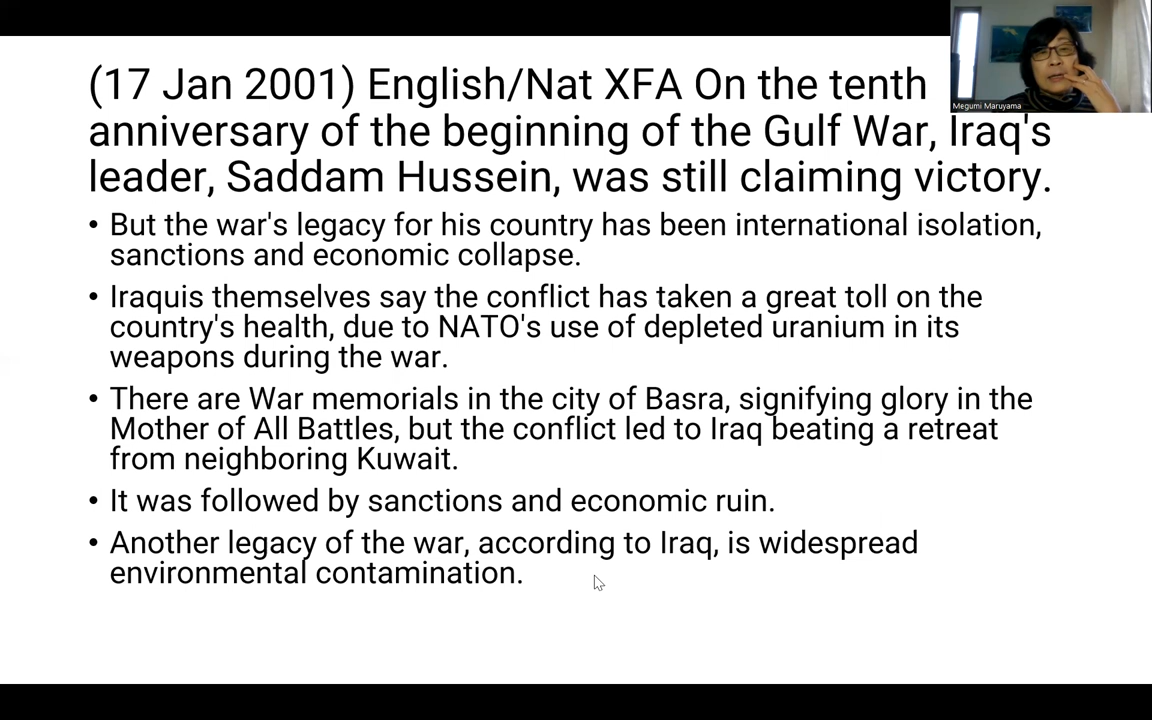 (17 Jan 2001) English/Nat XFA On the tenth
anniversary of the beginning of the Gulf War, Iraq's
leader, Saddam Hussein, was still claiming victory.
Megumi Maruyama
• But the war's legacy for his country has been international isolation,
sanctions and economic collapse.
• Iraquis themselves say the conflict has taken a great toll on the
country's health, due to NATO's use of depleted uranium in its
weapons during the war.
• There are War memorials in the city of Basra, signifying glory in the
Mother of All Battles, but the conflict led to Iraq beating a retreat
from neighboring Kuwait.
• It was followed by sanctions and economic ruin.
• Another legacy of the war, according to Iraq, is widespread
environmental contamination.